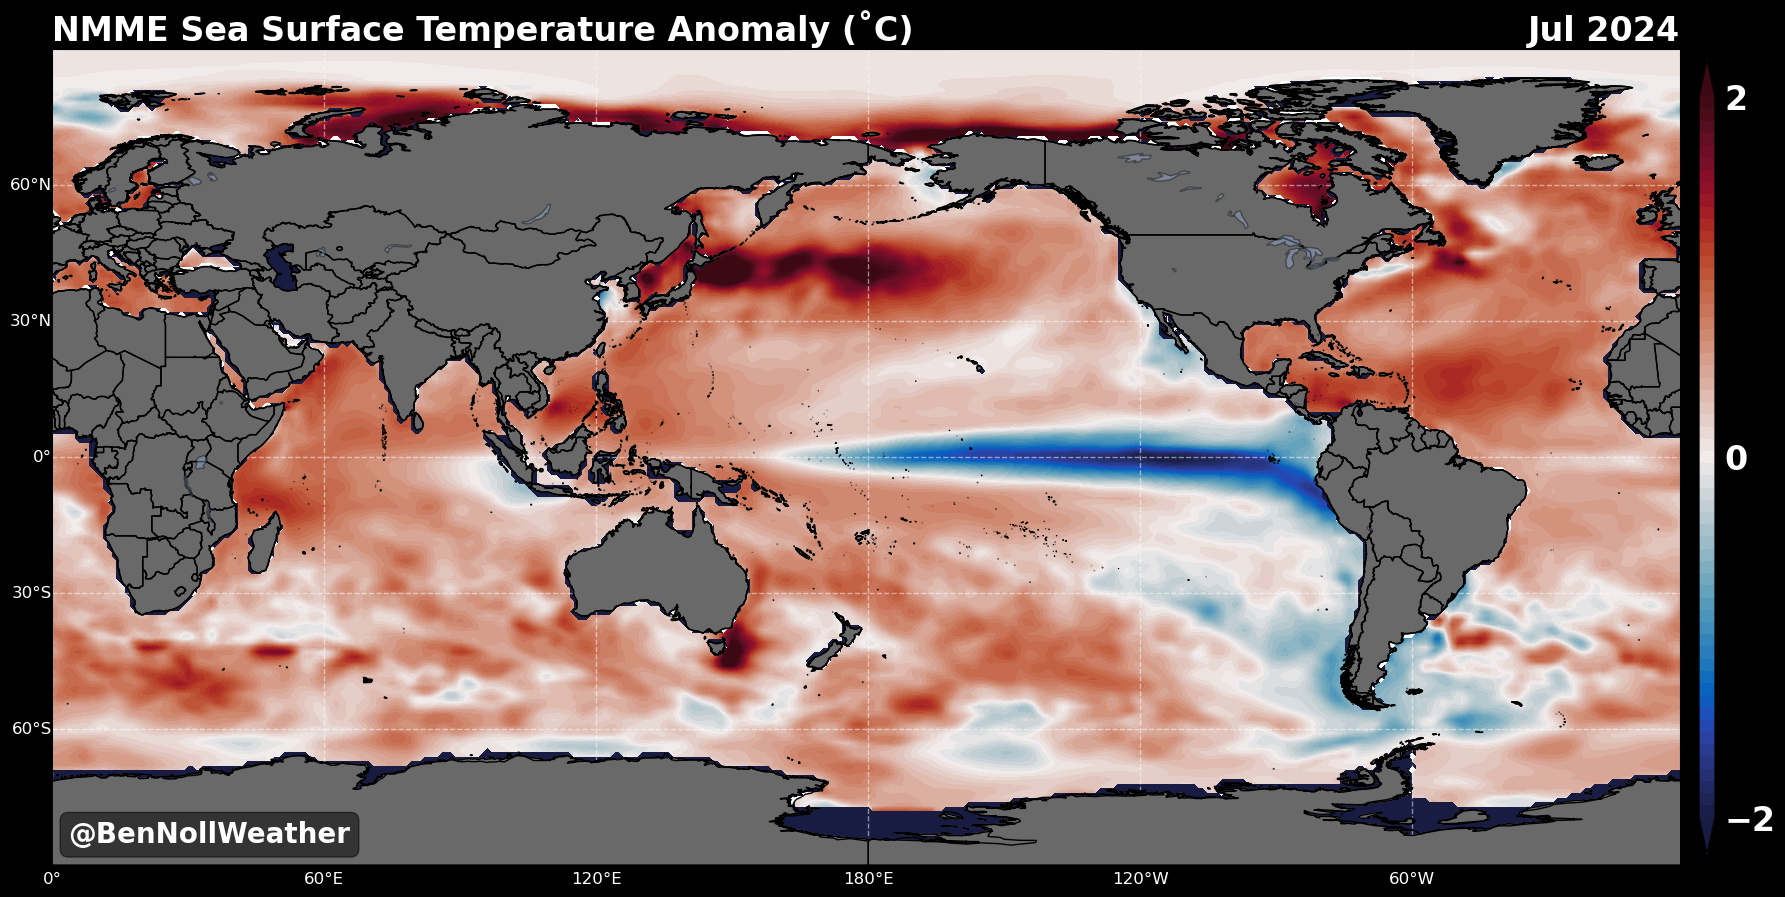 NMME Sea Surface Temperature Anomaly (˚C)
Jul 2024
2
0
−2
60°N
30°N
0°
30°S
60°S
0°
60°E
120°E
180°E
120°W
60°W
@BenNollWeather